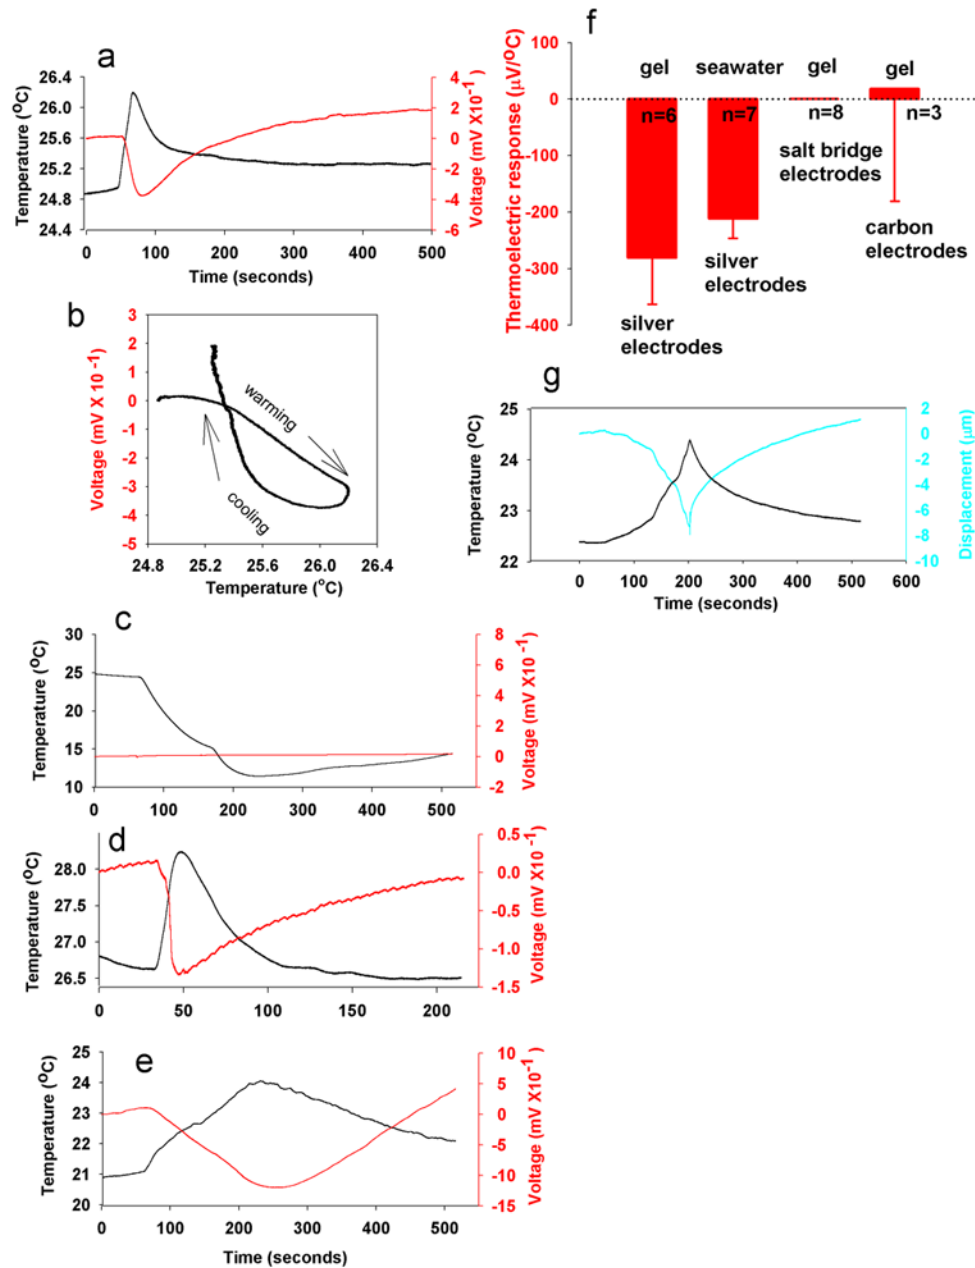 a
Temperature (°C)
26.4
26.0
25.6
25.2
24.8
24.4
4
2
0
-2
-4
-6
Voltage (mV X10⁻¹)
0 100 200 300 400 500
Time (seconds)
b
Voltage (mV X 10⁻¹)
3
2
1
0
-1
-2
-3
-4
-5
warming
cooling
24.8 25.2 25.6 26.0 26.4
Temperature (°C)
c
Temperature (°C)
30
25
20
15
10
8
6
4
2
0
-2
Voltage (mV X10⁻¹)
0 100 200 300 400 500
d
Temperature (°C)
28.0
27.5
27.0
26.5
0.5
0.0
-0.5
-1.0
-1.5
Voltage (mV X10⁻¹)
0 50 100 150 200
e
Temperature (°C)
25
24
23
22
21
20
10
5
0
-5
-10
-15
Voltage (mV X10⁻¹)
0 100 200 300 400 500
Time (seconds)
f
Thermoelectric response (µV/°C)
100
0
-100
-200
-300
-400
gel seawater gel gel
n=6 n=7 n=8 n=3
salt bridge
electrodes
carbon
electrodes
silver
electrodes
silver
electrodes
g
Temperature (°C)
25
24
23
22
2
0
-2
-4
-6
-8
-10
Displacement (µm)
0 100 200 300 400 500 600
Time (seconds)